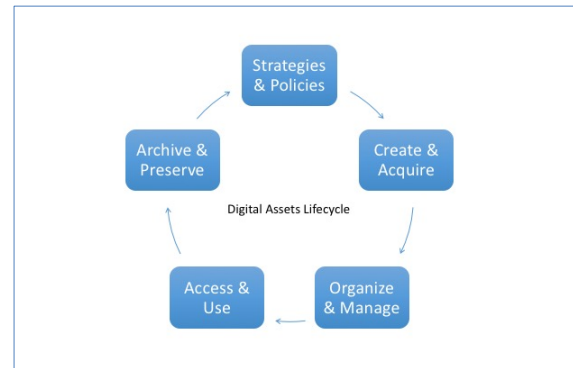 Strategies
& Policies
Create &
Acquire
Organize
& Manage
Access &
Use
Archive &
Preserve
Digital Assets Lifecycle